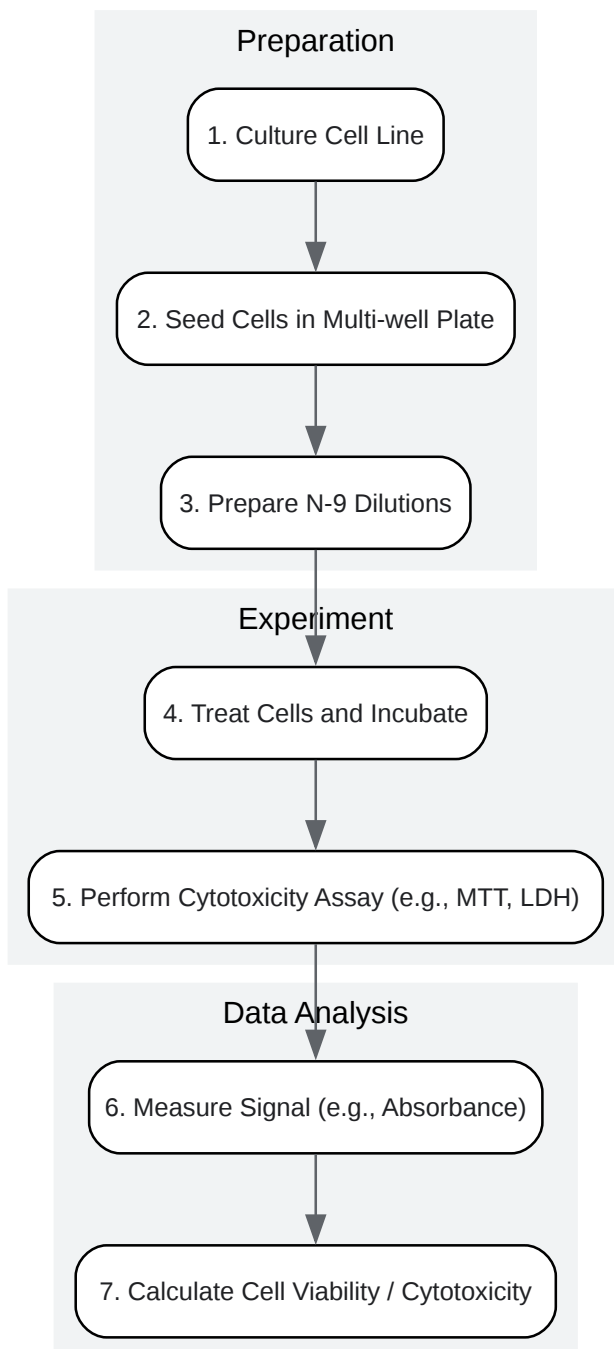 Preparation
1. Culture Cell Line
2. Seed Cells in Multi-well Plate
3. Prepare N-9 Dilutions
Experiment
4. Treat Cells and Incubate
5. Perform Cytotoxicity Assay (e.g., MTT, LDH)
Data Analysis
6. Measure Signal (e.g., Absorbance)
7. Calculate Cell Viability / Cytotoxicity